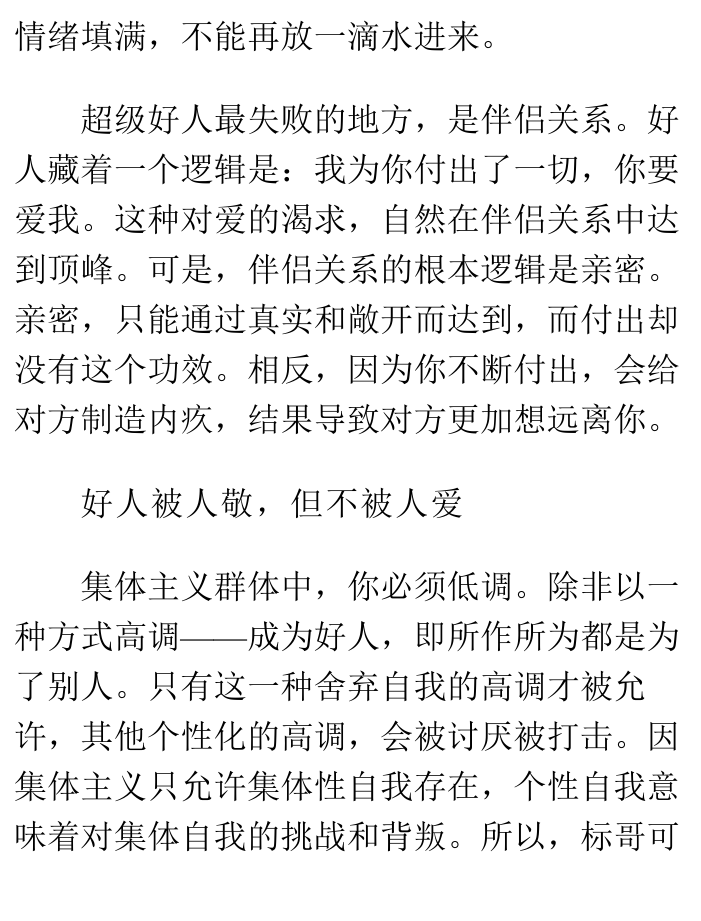 情绪填满，不能再放一滴水进来。
超级好人最失败的地方，是伴侣关系。好
人藏着一个逻辑是：我为你付出了一切，你要
爱我。这种对爱的渴求，自然在伴侣关系中达
到顶峰。可是，伴侣关系的根本逻辑是亲密。
亲密，只能通过真实和敞开而达到，而付出却
没有这个功效。相反，因为你不断付出，会给
对方制造内疚，结果导致对方更加想远离你。
好人被人敬，但不被人爱
集体主义群体中，你必须低调。除非以一
种方式高调——成为好人，即所作所为都是为
了别人。只有这一种舍弃自我的高调才被允
许，其他个性化的高调，会被讨厌被打击。因
集体主义只允许集体性自我存在，个性自我意
味着对集体自我的挑战和背叛。所以，标哥可